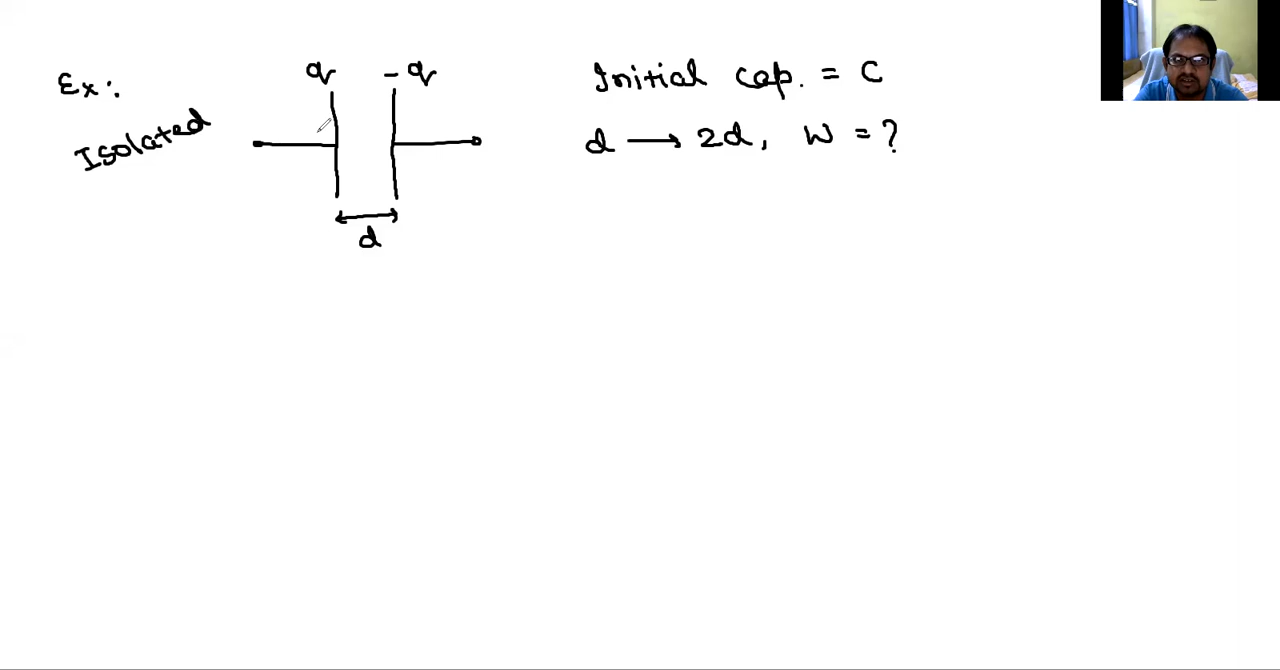 Ex:
Isolated
q -q
d
Initial cap. = C
d → 2d, W = ?